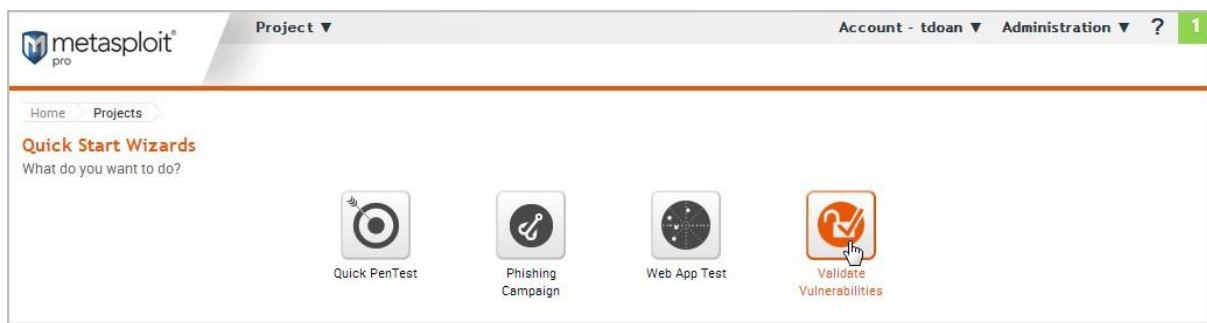 metasploit®
pro
Project ▼
Account - tdoan ▼ Administration ▼ ? 1
Home Projects
Quick Start Wizards
What do you want to do?
Quick PenTest
Phishing
Campaign
Web App Test
Validate
Vulnerabilities